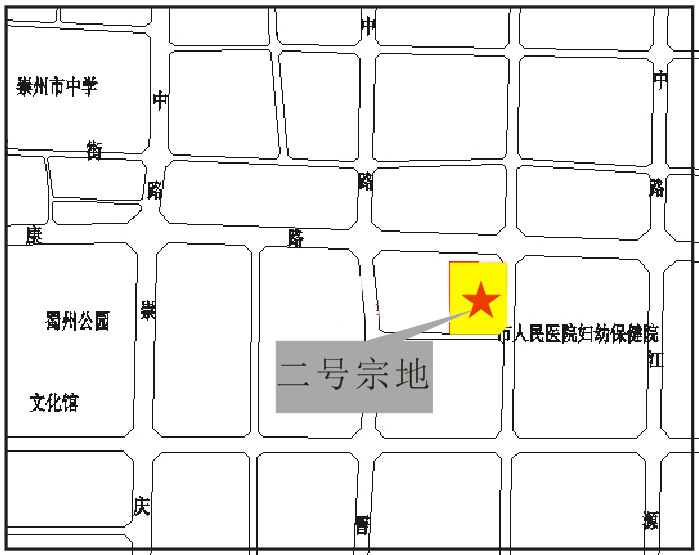 中
崇州市中学
中
中
街
路
路
路
康
路
崇
蜀州公园
市人民医院妇幼保健院
江
二号宗地
文化馆
庆
晋
源